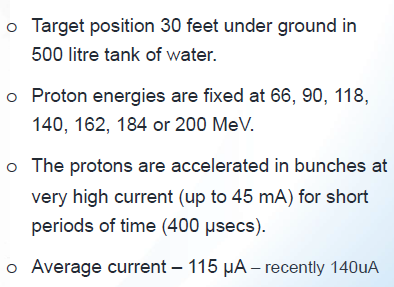 o Target position 30 feet under ground in
500 litre tank of water.
o Proton energies are fixed at 66, 90, 118,
140, 162, 184 or 200 MeV.
o The protons are accelerated in bunches at
very high current (up to 45 mA) for short
periods of time (400 µsecs).
o Average current – 115 µA – recently 140uA